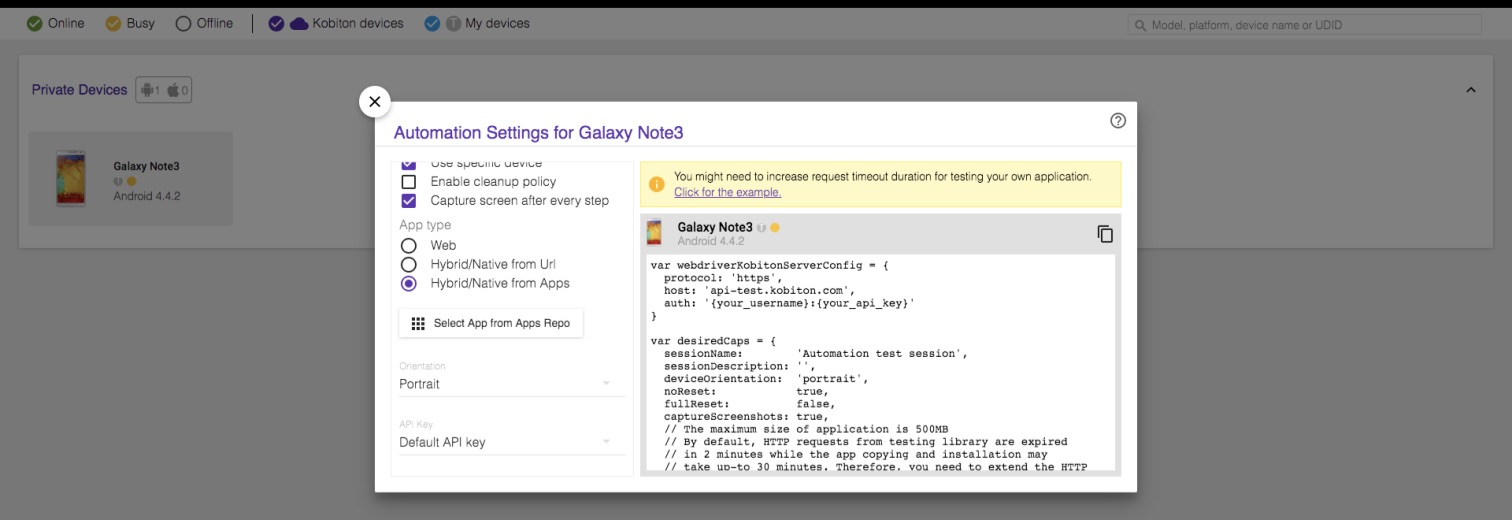 Online Busy Offline Kobiton devices T My devices
Model, platform, device name or UDID
Private Devices 1 0
Galaxy Note3
Android 4.4.2
Automation Settings for Galaxy Note3
Use specific device
Enable cleanup policy
Capture screen after every step
App type
Web
Hybrid/Native from Url
Hybrid/Native from Apps
Select App from Apps Repo
Orientation
Portrait
API Key
Default API key
You might need to increase request timeout duration for testing your own application.
Click for the example.
Galaxy Note3 T
Android 4.4.2
var webdriverKobitonServerConfig = {
  protocol: 'https',
  host: 'api-test.kobiton.com',
  auth: '{your_username}:{your_api_key}'
}
var desiredCaps = {
  sessionName:        'Automation test session',
  sessionDescription: '',
  deviceOrientation:  'portrait',
  noReset:            true,
  fullReset:          false,
  captureScreenshots: true,
  // The maximum size of application is 500MB
  // By default, HTTP requests from testing library are expired
  // in 2 minutes while the app copying and installation may
  // take up-to 30 minutes. Therefore, you need to extend the HTTP